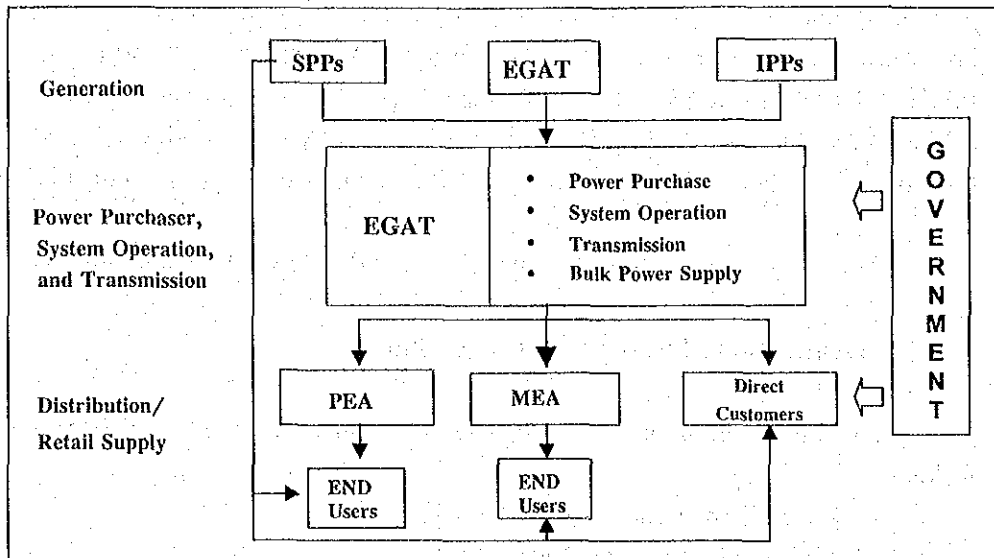 SPPs
EGAT
IPPs
Generation
Power Purchaser,
System Operation,
and Transmission
EGAT
• Power Purchase
• System Operation
• Transmission
• Bulk Power Supply
GOVERNMENT
Distribution/
Retail Supply
PEA
MEA
Direct
Customers
END
Users
END
Users